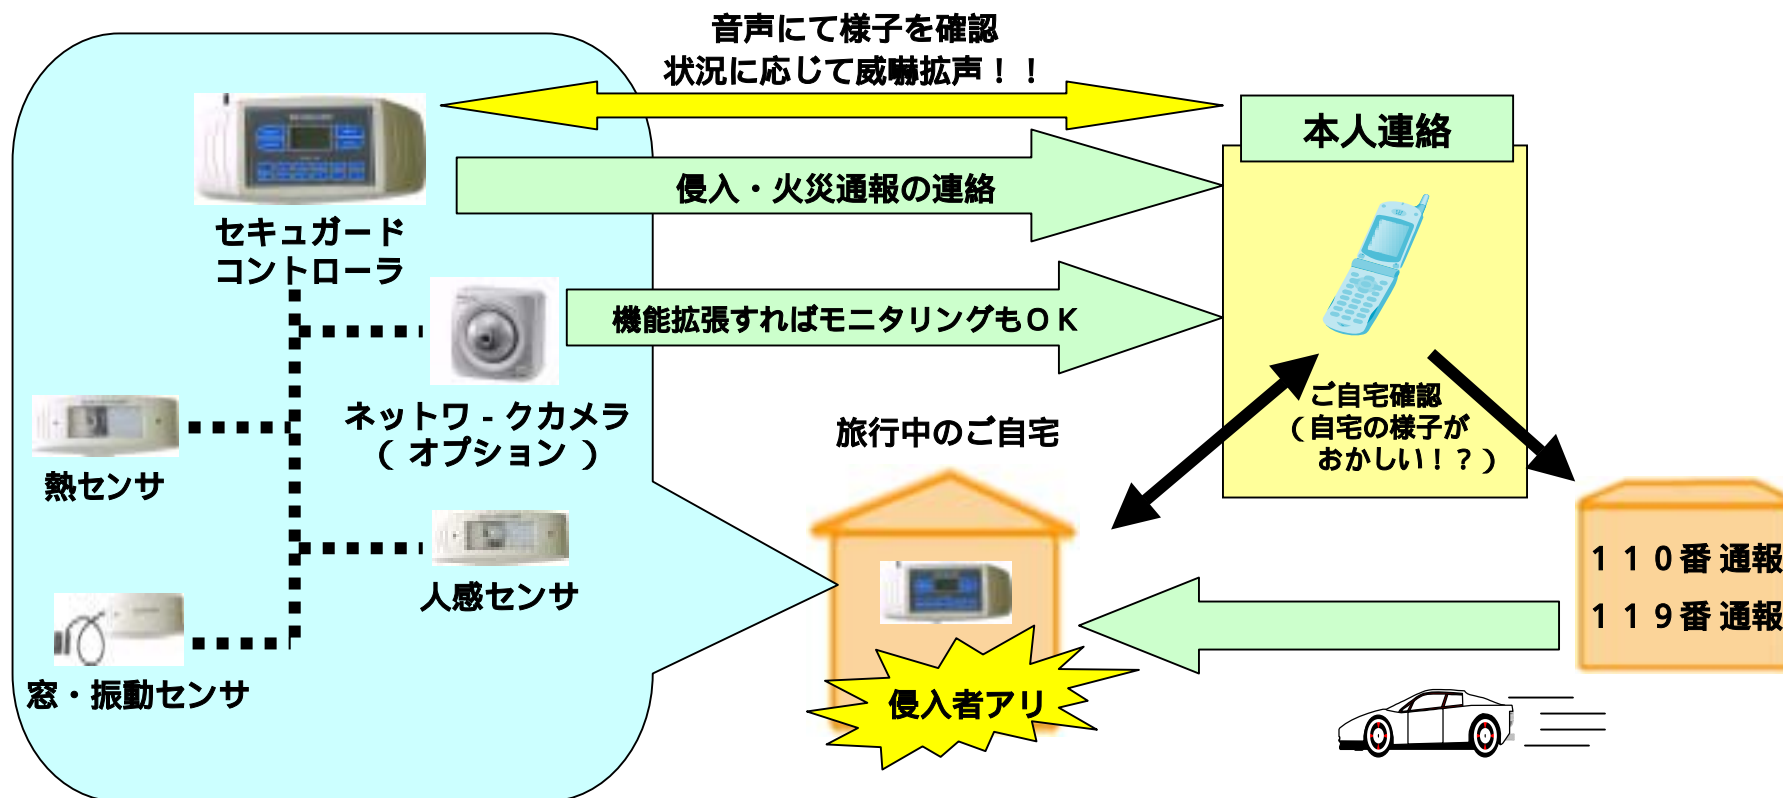 音声にて様子を確認
状況に応じて威嚇拡声！！
本人連絡
侵入・火災通報の連絡
セキュガード
コントローラ
機能拡張すればモニタリングもＯＫ
ネットワ-クカメラ
（ オプション ）
熱センサ
人感センサ
窓・振動センサ
旅行中のご自宅
ご自宅確認
（自宅の様子が
おかしい！？）
侵入者アリ
１１０番 通報
１１９番 通報